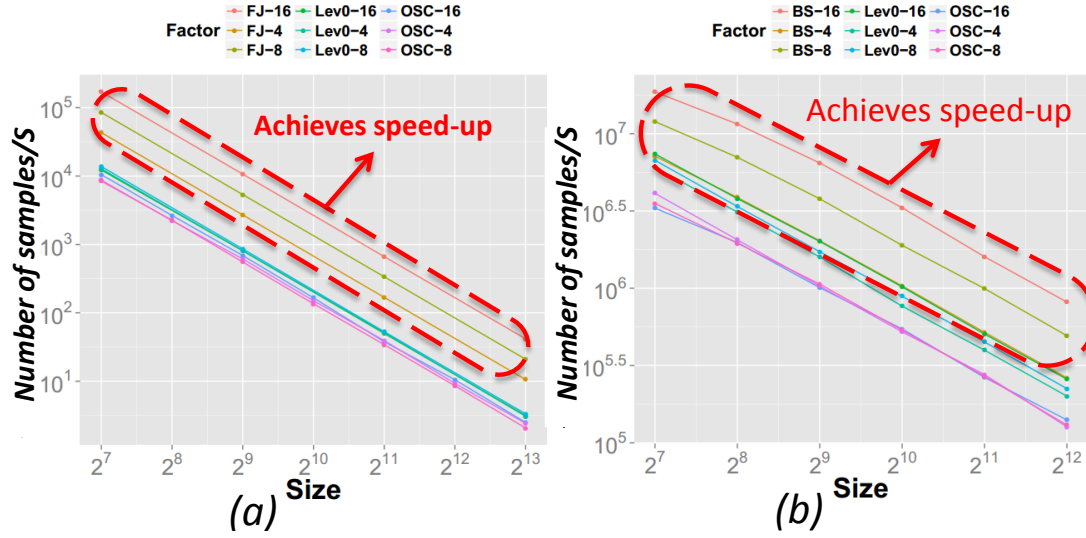 FJ−16 Lev0−16 OSC−16
Factor FJ−4 Lev0−4 OSC−4
FJ−8 Lev0−8 OSC−8
Number of samples/S
10^5
10^4
10^3
10^2
10^1
Achieves speed-up
2^7 2^8 2^9 2^10 2^11 2^12 2^13
Size
(a)
BS−16 Lev0−16 OSC−16
Factor BS−4 Lev0−4 OSC−4
BS−8 Lev0−8 OSC−8
Number of samples/S
10^7
10^6.5
10^6
10^5.5
10^5
Achieves speed-up
2^7 2^8 2^9 2^10 2^11 2^12
Size
(b)